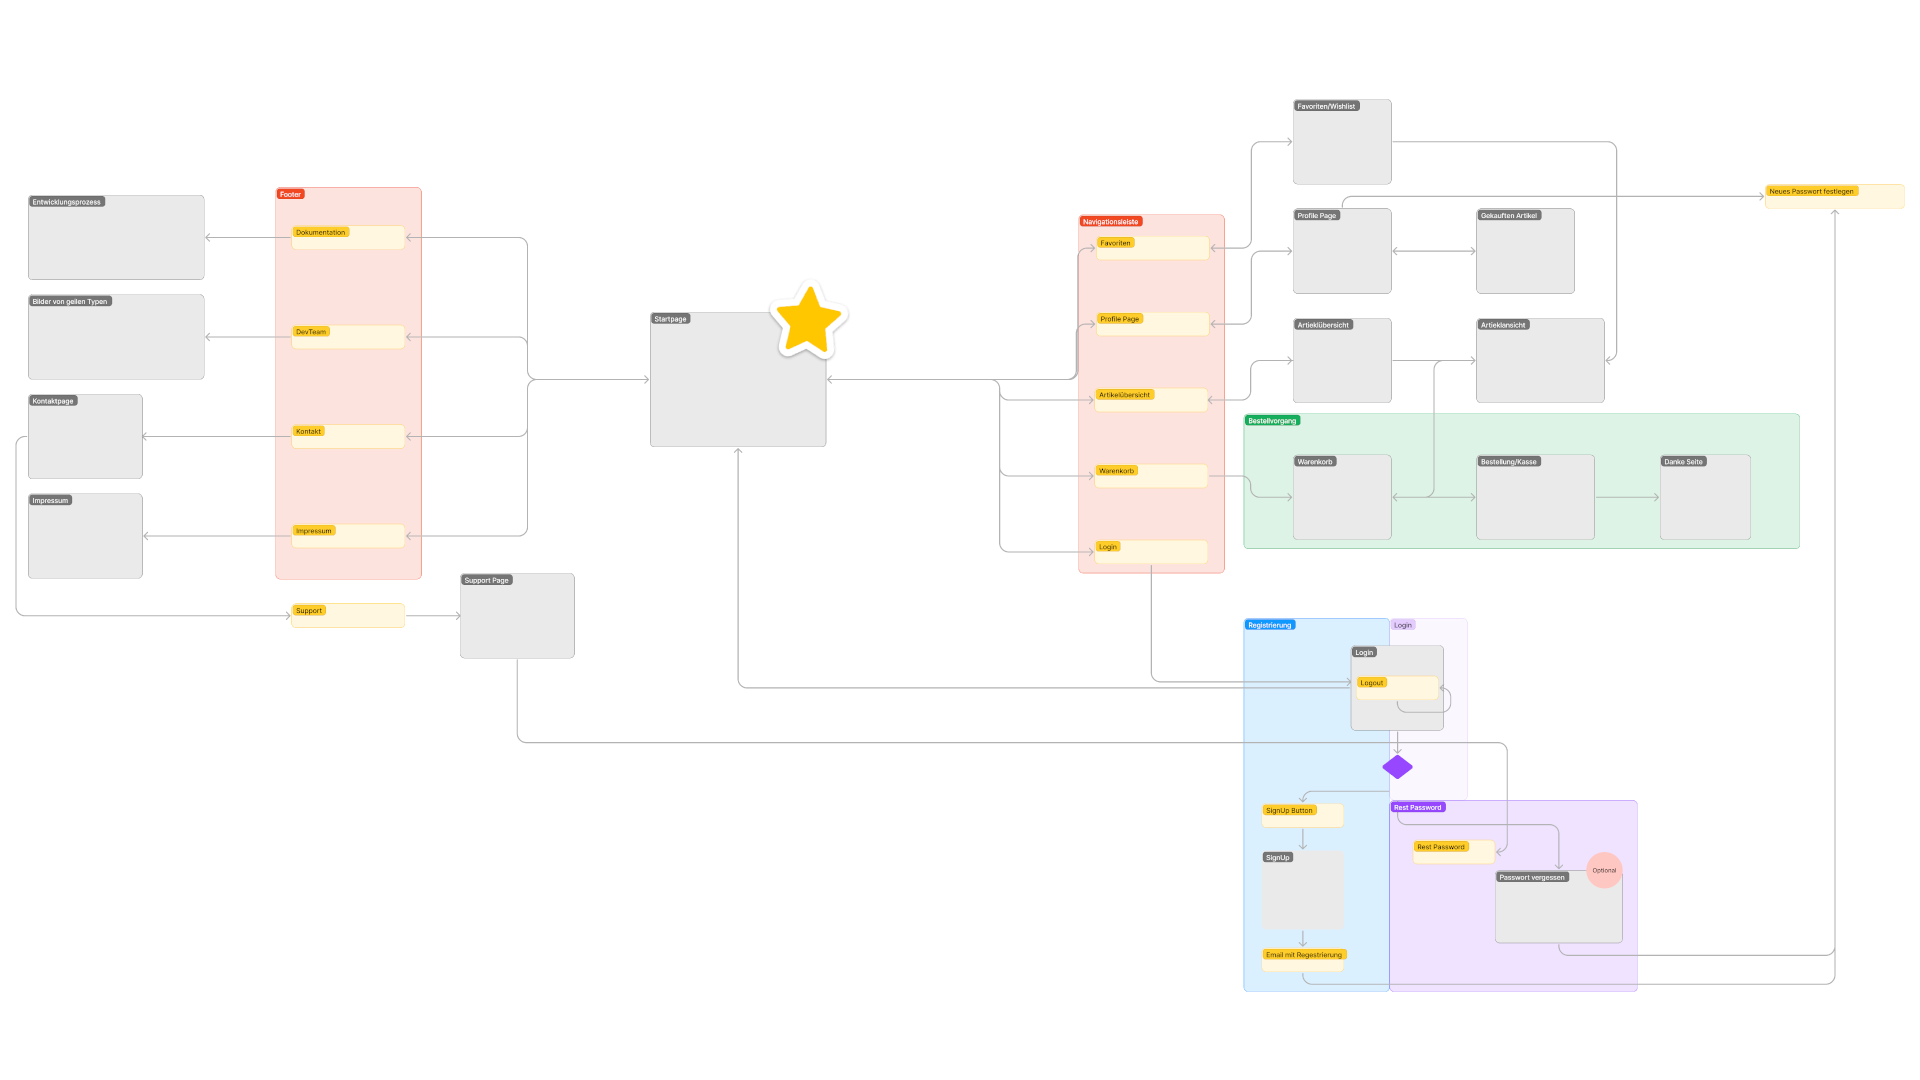 Entwicklungsprozess
Bilder von geilen Typen
Kontaktpage
Impressum
Footer
Dokumentation
DevTeam
Kontakt
Impressum
Support
Support Page
Startpage
Navigationsleiste
Favoriten
Profile Page
Artikelübersicht
Warenkorb
Login
Favoriten/Wishlist
Profile Page
Gekauften Artikel
Neues Passwort festlegen
Artieklübersicht
Artieklansicht
Bestellvorgang
Warenkorb
Bestellung/Kasse
Danke Seite
Registrierung
Login
Login
Logout
SignUp Button
SignUp
Email mit Regestrierung
Rest Password
Rest Password
Passwort vergessen
Optional